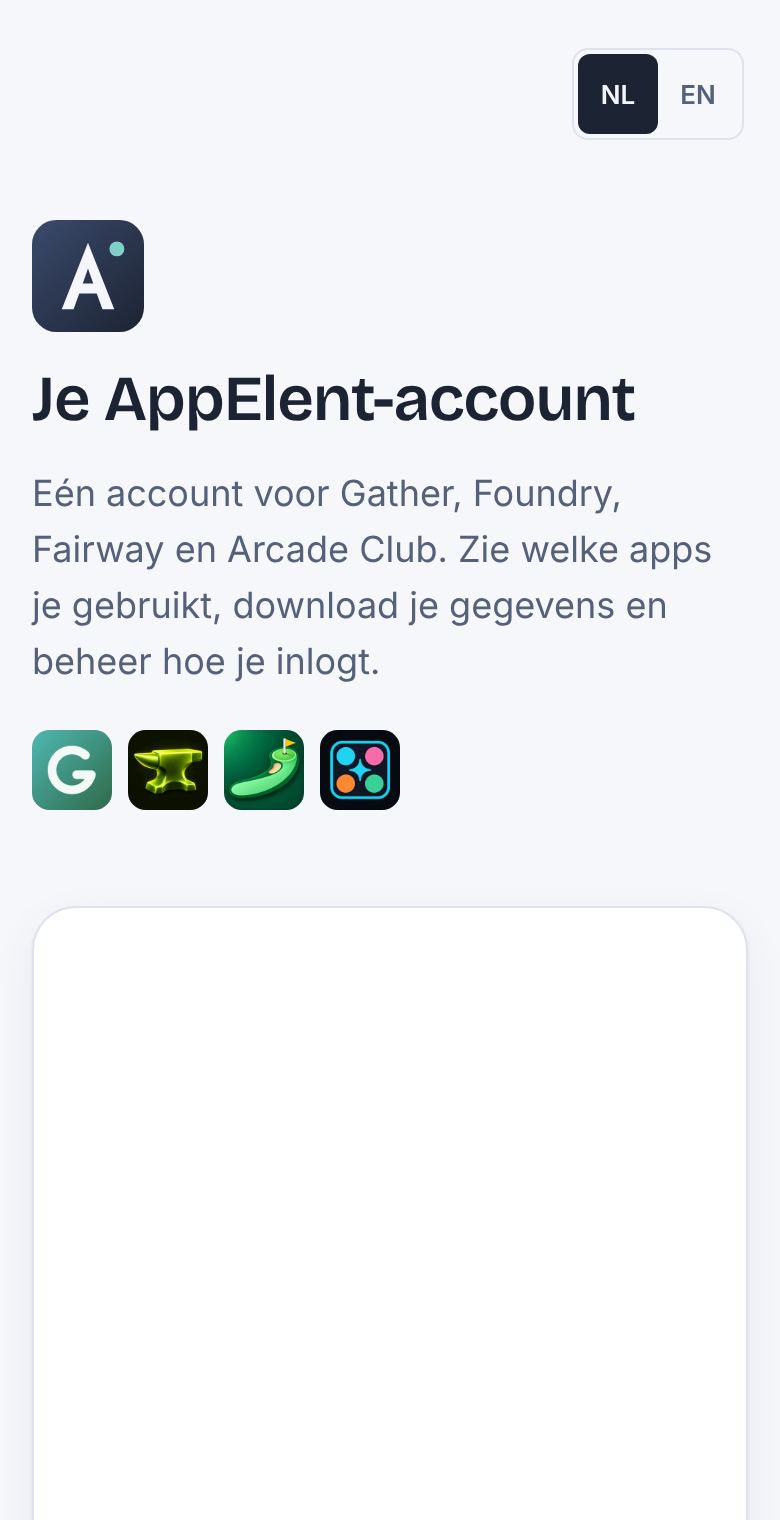 NL EN
A
Je AppElent-account
Eén account voor Gather, Foundry,
Fairway en Arcade Club. Zie welke apps
je gebruikt, download je gegevens en
beheer hoe je inlogt.
G